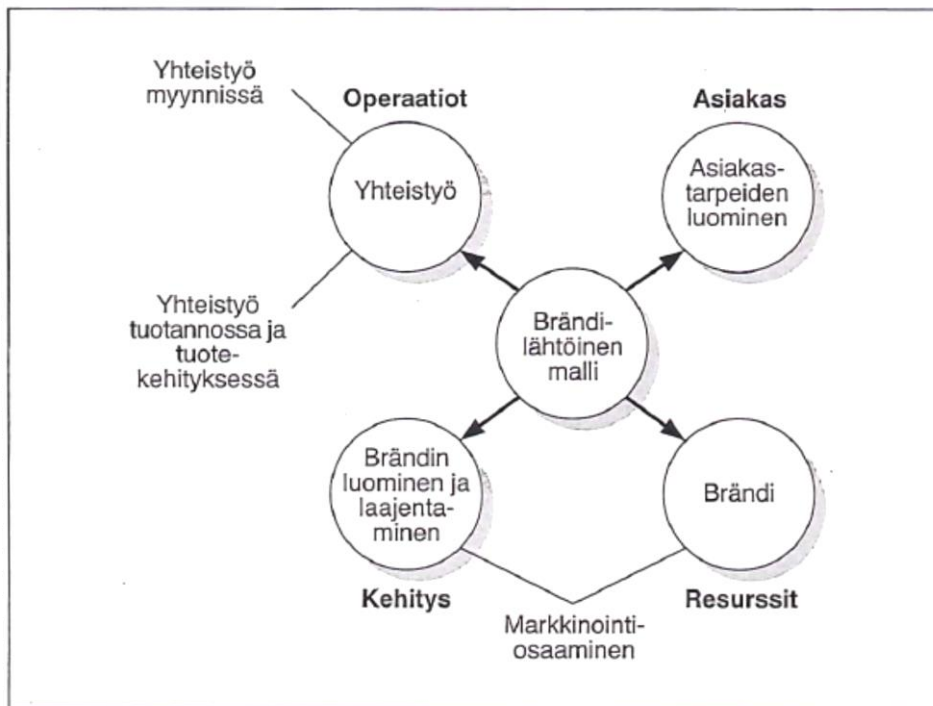 Yhteistyö
myynnissä
Operaatiot
Yhteistyö
Yhteistyö
tuotannossa ja
tuote-
kehityksessä
Asiakas
Asiakas-
tarpeiden
luominen
Brändi-
lähtöinen
malli
Brändin
luominen ja
laajenta-
minen
Kehitys
Brändi
Resurssit
Markkinointi-
osaaminen